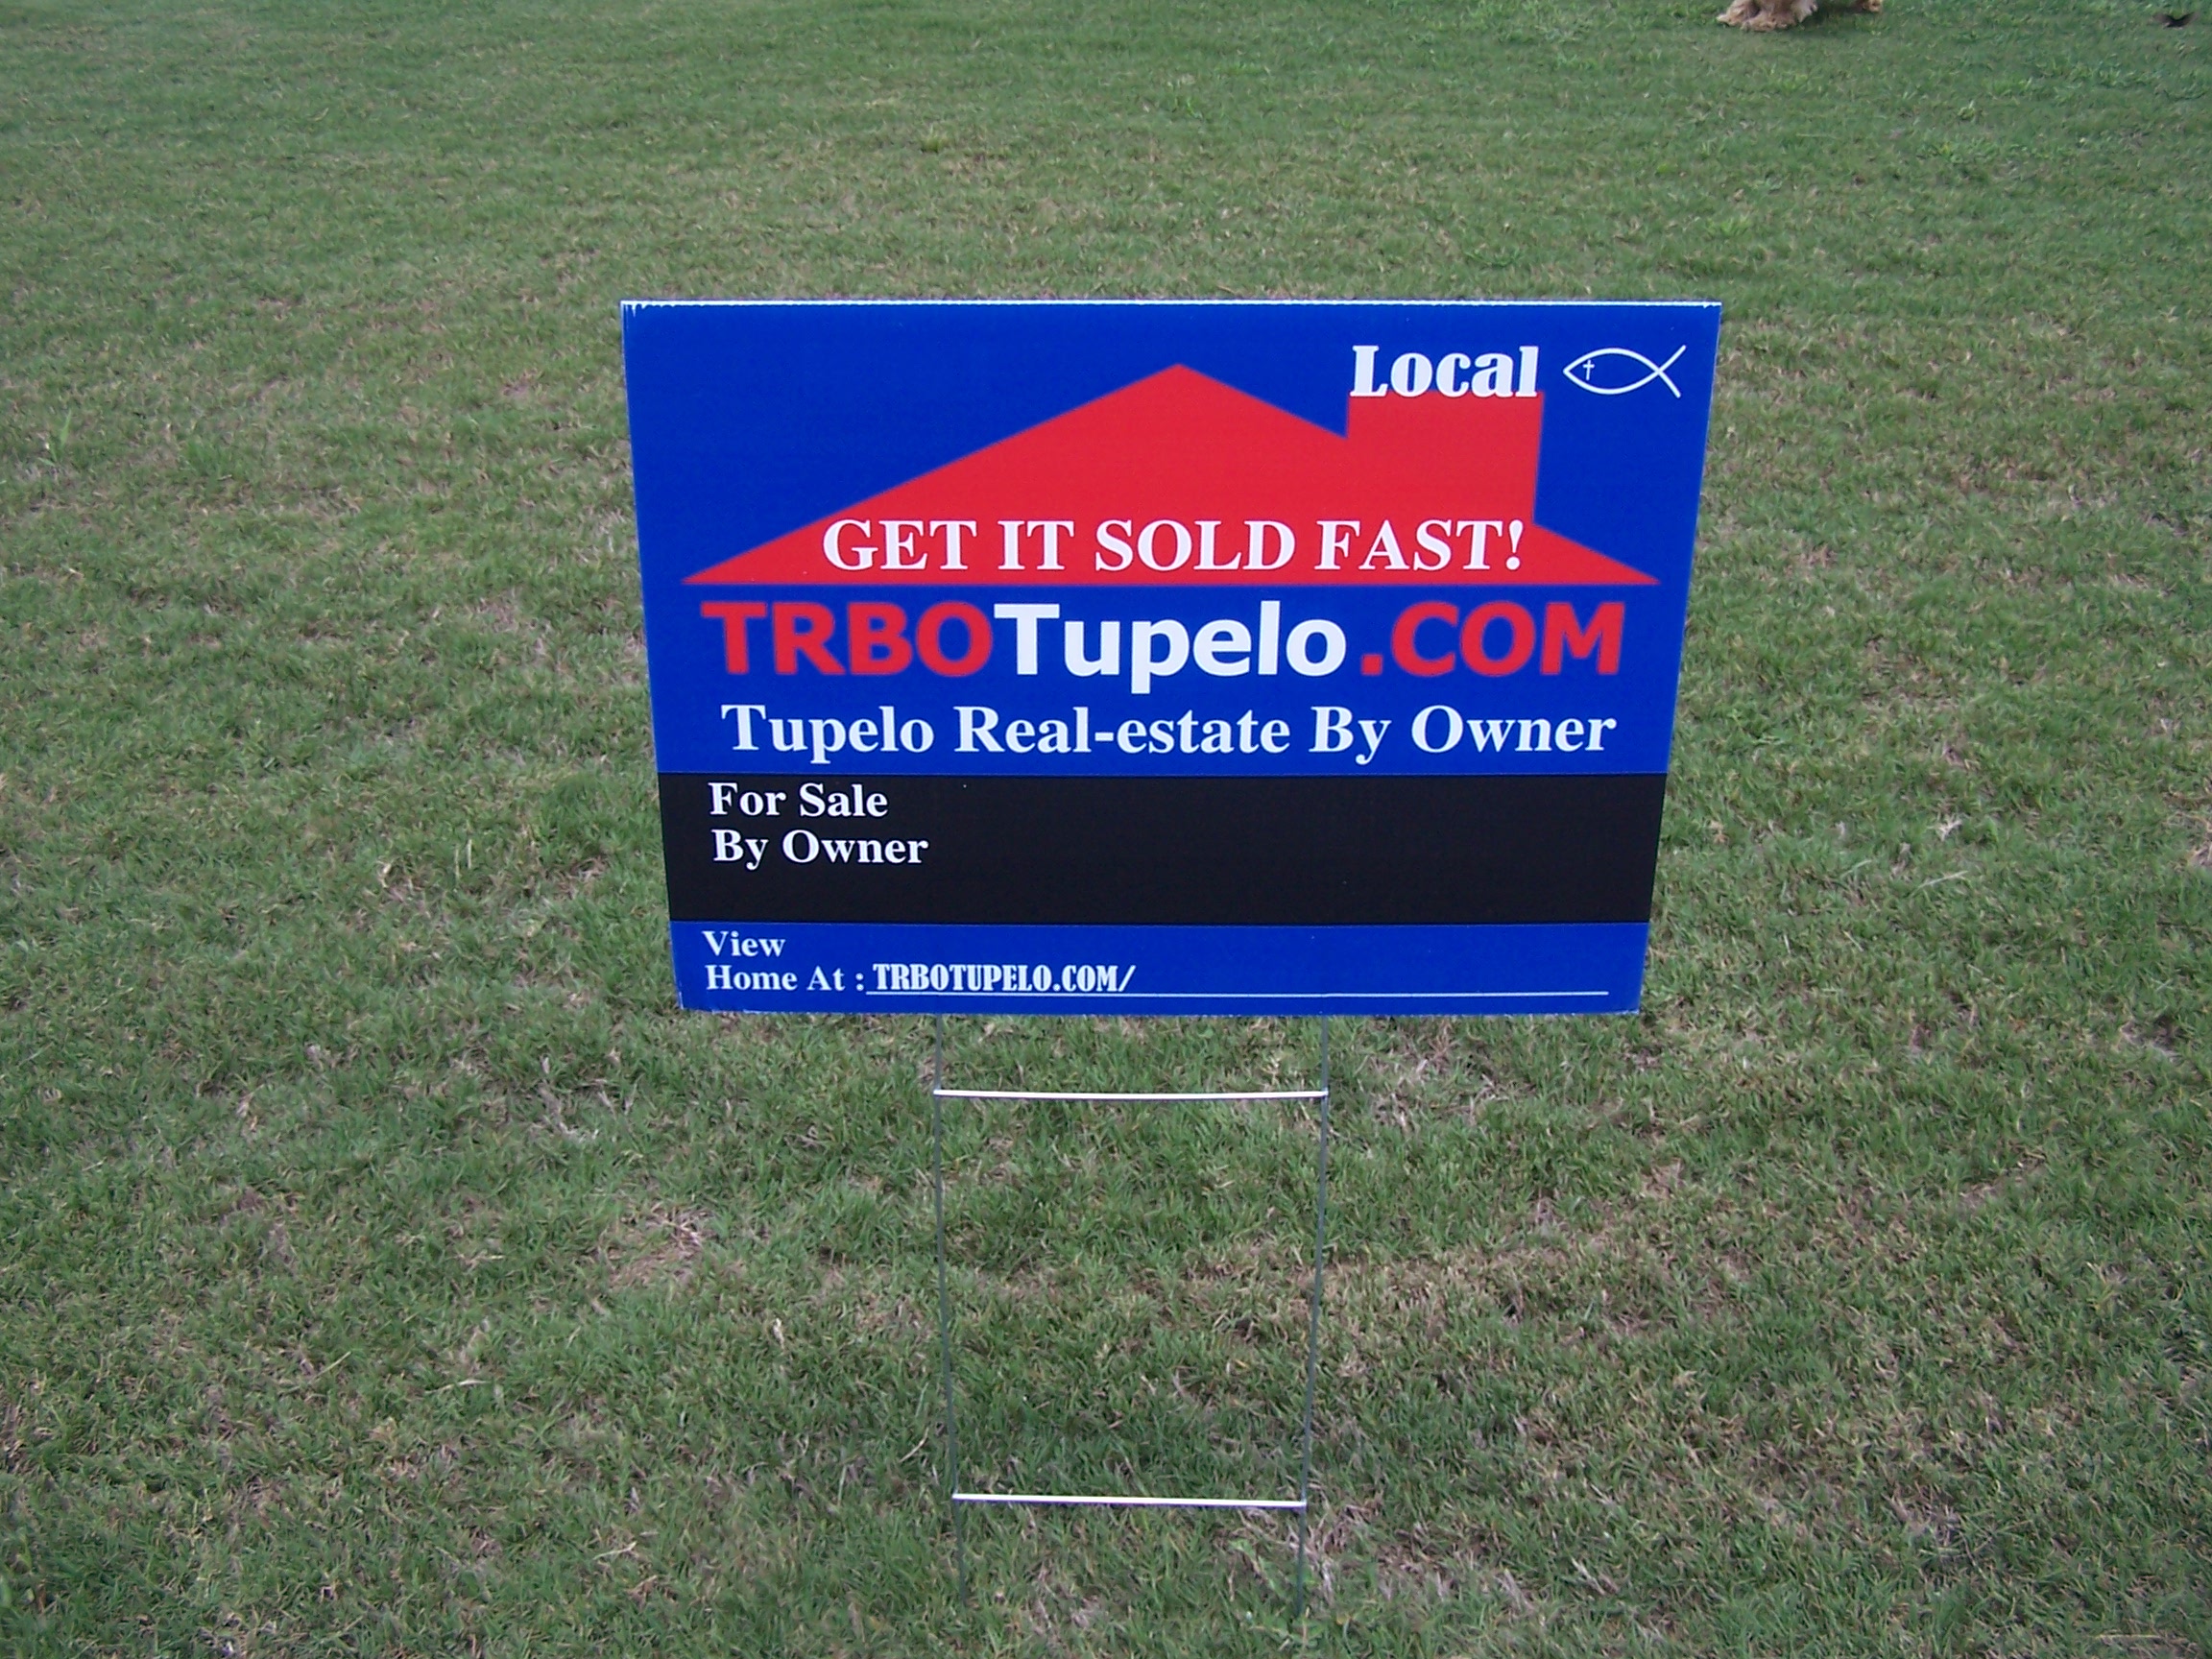 Local
GET IT SOLD FAST!
TRBOTupelo.COM
Tupelo Real-estate By Owner
For Sale
By Owner
View
Home At : TRBOTUPELO.COM/